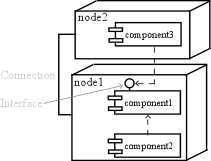 node2
component3
Connection
node1
Interface
component1
component2